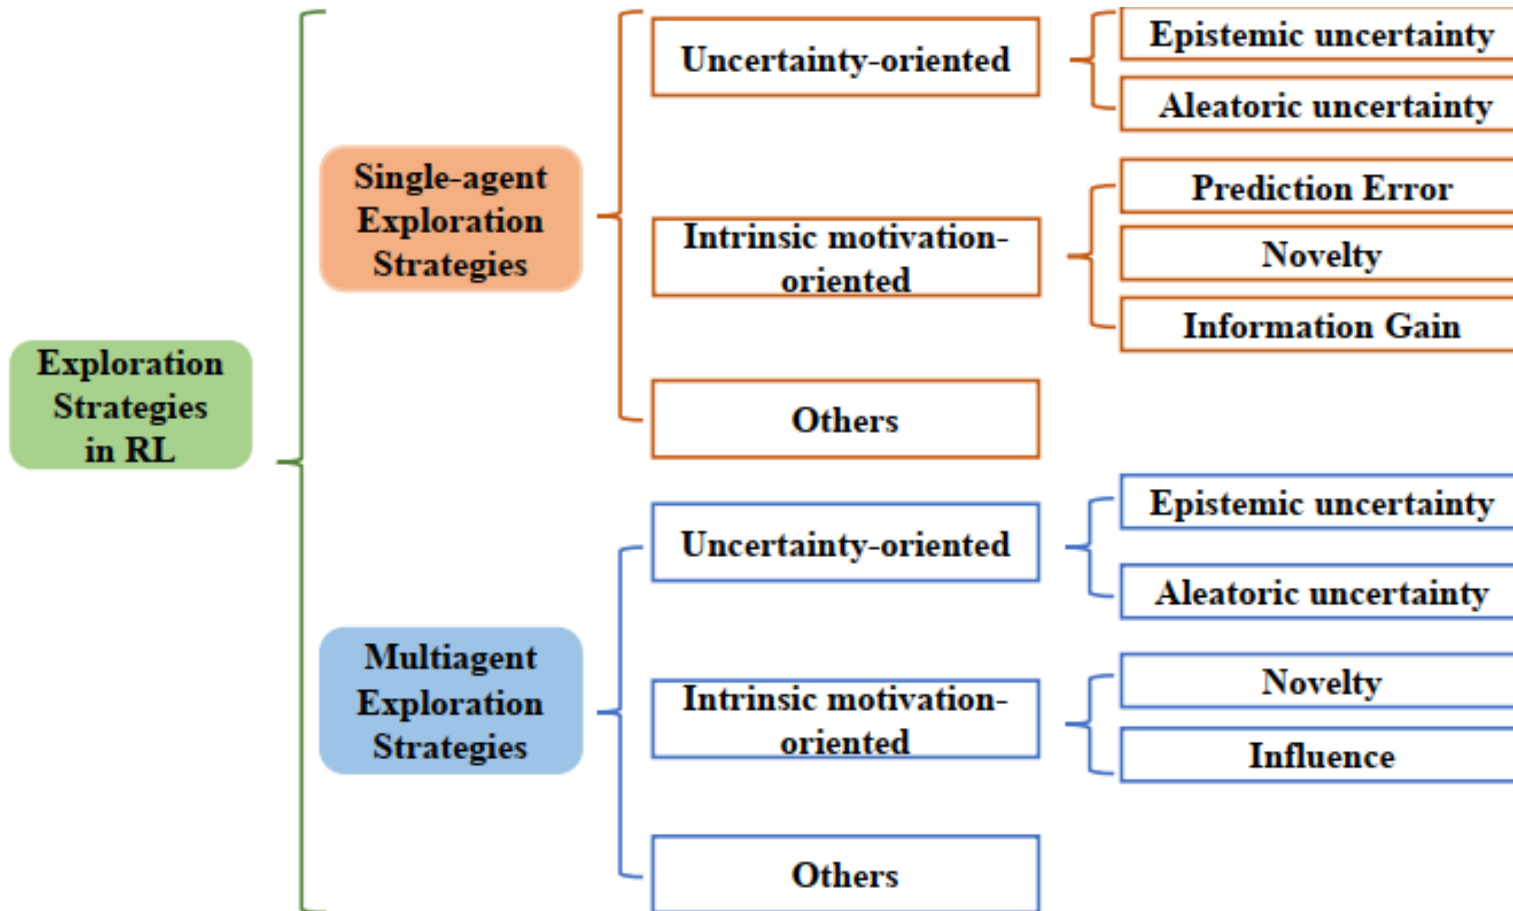 Exploration
Strategies
in RL
Single-agent
Exploration
Strategies
Uncertainty-oriented
Epistemic uncertainty
Aleatoric uncertainty
Intrinsic motivation-
oriented
Prediction Error
Novelty
Information Gain
Others
Multiagent
Exploration
Strategies
Uncertainty-oriented
Epistemic uncertainty
Aleatoric uncertainty
Intrinsic motivation-
oriented
Novelty
Influence
Others